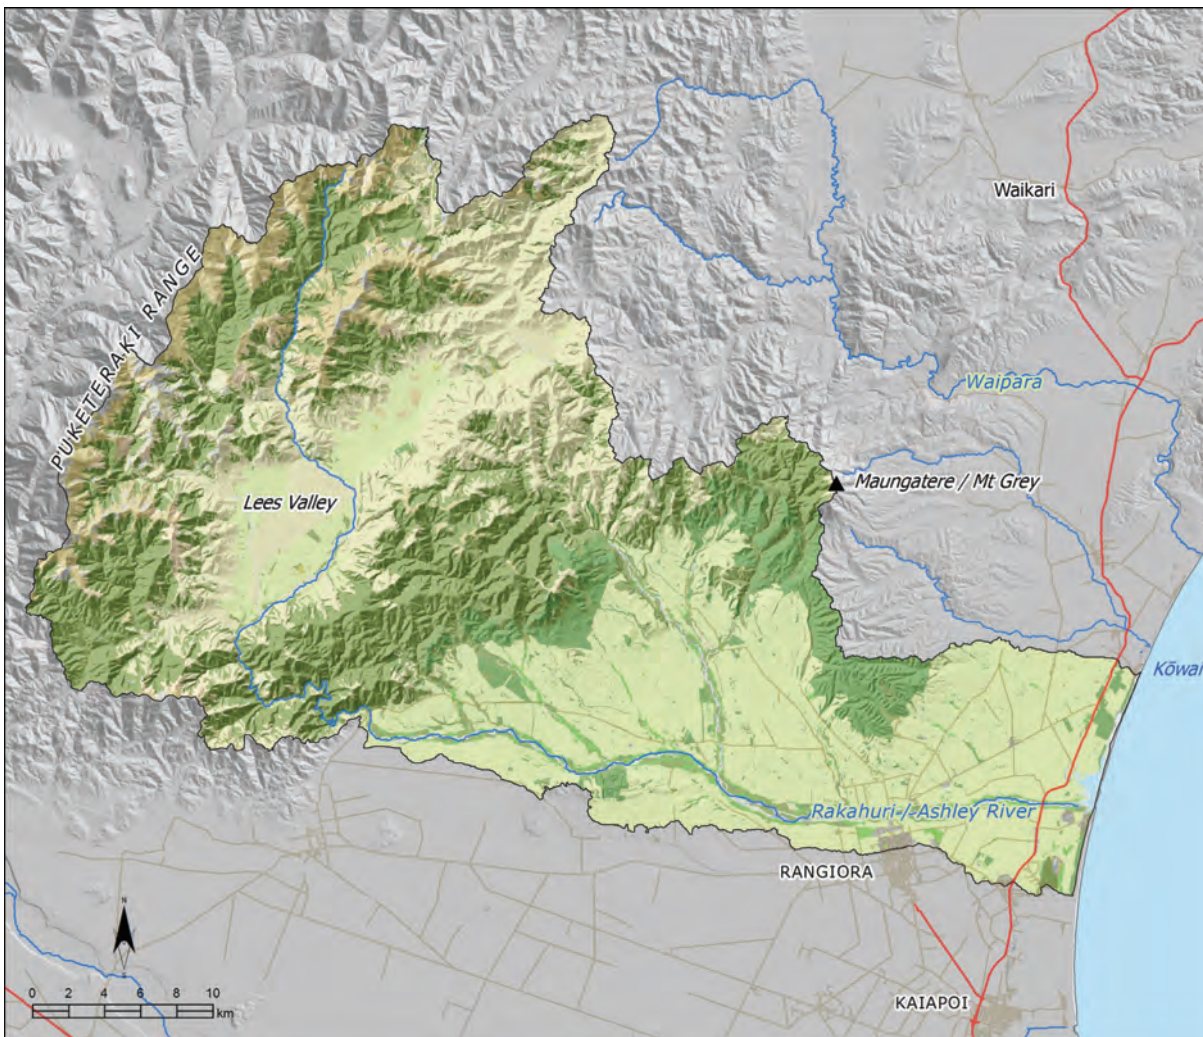 Waikari
PUKETERAKI RANGE
Waipara
Maungatere / Mt Grey
Lees Valley
Kōwai
Rakahuri / Ashley River
RANGIORA
N
S
KAIAPOI
0 2 4 6 8 10
km